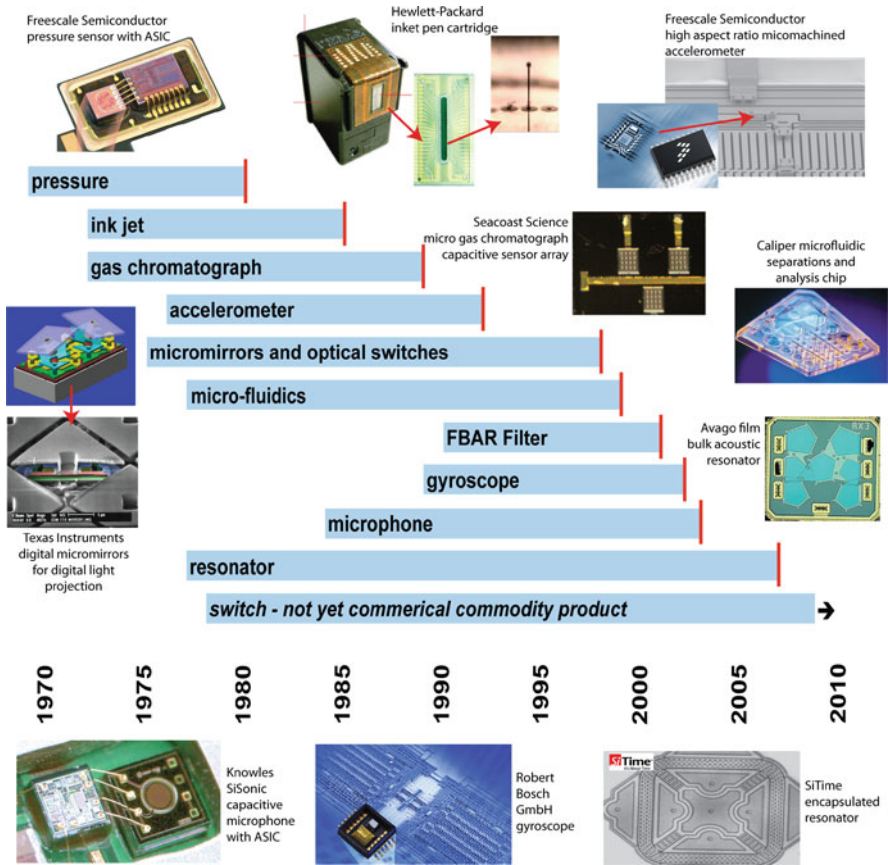 Freescale Semiconductor
pressure sensor with ASIC
Hewlett-Packard
inket pen cartridge
Freescale Semiconductor
high aspect ratio micomachined
accelerometer
pressure
ink jet
gas chromatograph
Seacoast Science
micro gas chromatograph
capacitive sensor array
Caliper microfluidic
separations and
analysis chip
accelerometer
micromirrors and optical switches
micro-fluidics
FBAR Filter
Avago film
bulk acoustic
resonator
RX3
gyroscope
microphone
Texas Instruments
digital micromirrors
for digital light
projection
resonator
switch - not yet commerical commodity product
1970
1975
1980
1985
1990
1995
2000
2005
2010
Knowles
SiSonic
capacitive
microphone
with ASIC
Robert
Bosch
GmbH
gyroscope
SiTime
SiTime
encapsulated
resonator